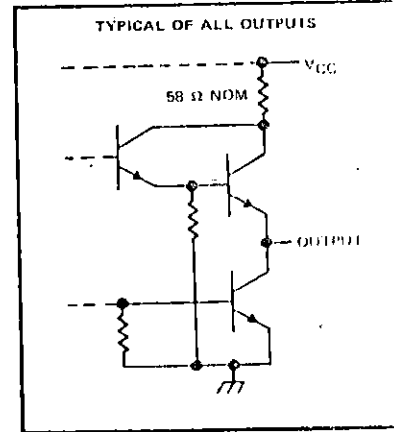 TYPICAL OF ALL OUTPUTS
VCC
58 Ω NOM
OUTPUT